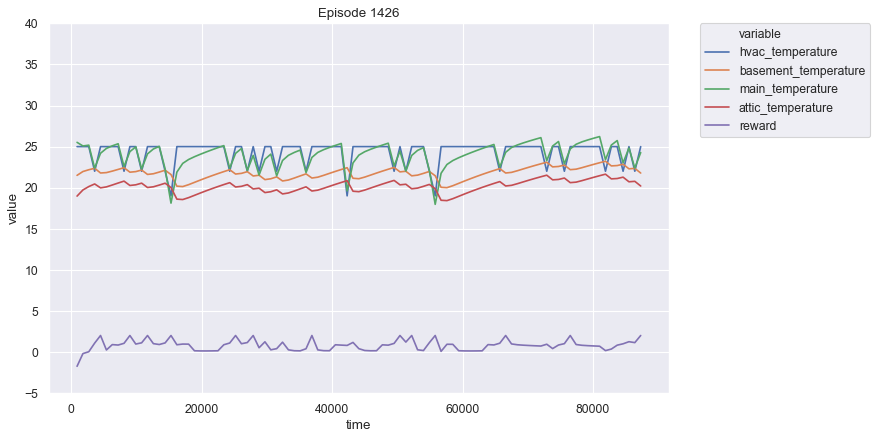 Episode 1426
value
40
35
30
25
20
15
10
5
0
−5
0 20000 40000 60000 80000
time
variable
hvac_temperature
basement_temperature
main_temperature
attic_temperature
reward